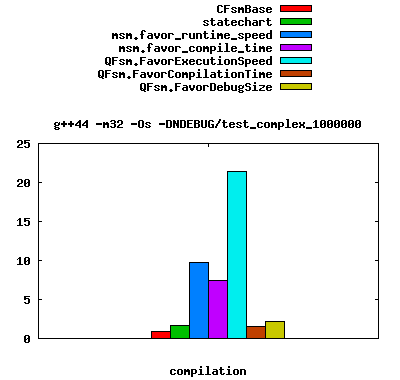 CFsmBase
statechart
msm.favor_runtime_speed
msm.favor_compile_time
QFsm.FavorExecutionSpeed
QFsm.FavorCompilationTime
QFsm.FavorDebugSize
g++44 -m32 -Os -DNDEBUG/test_complex_1000000
25
20
15
10
5
0
compilation